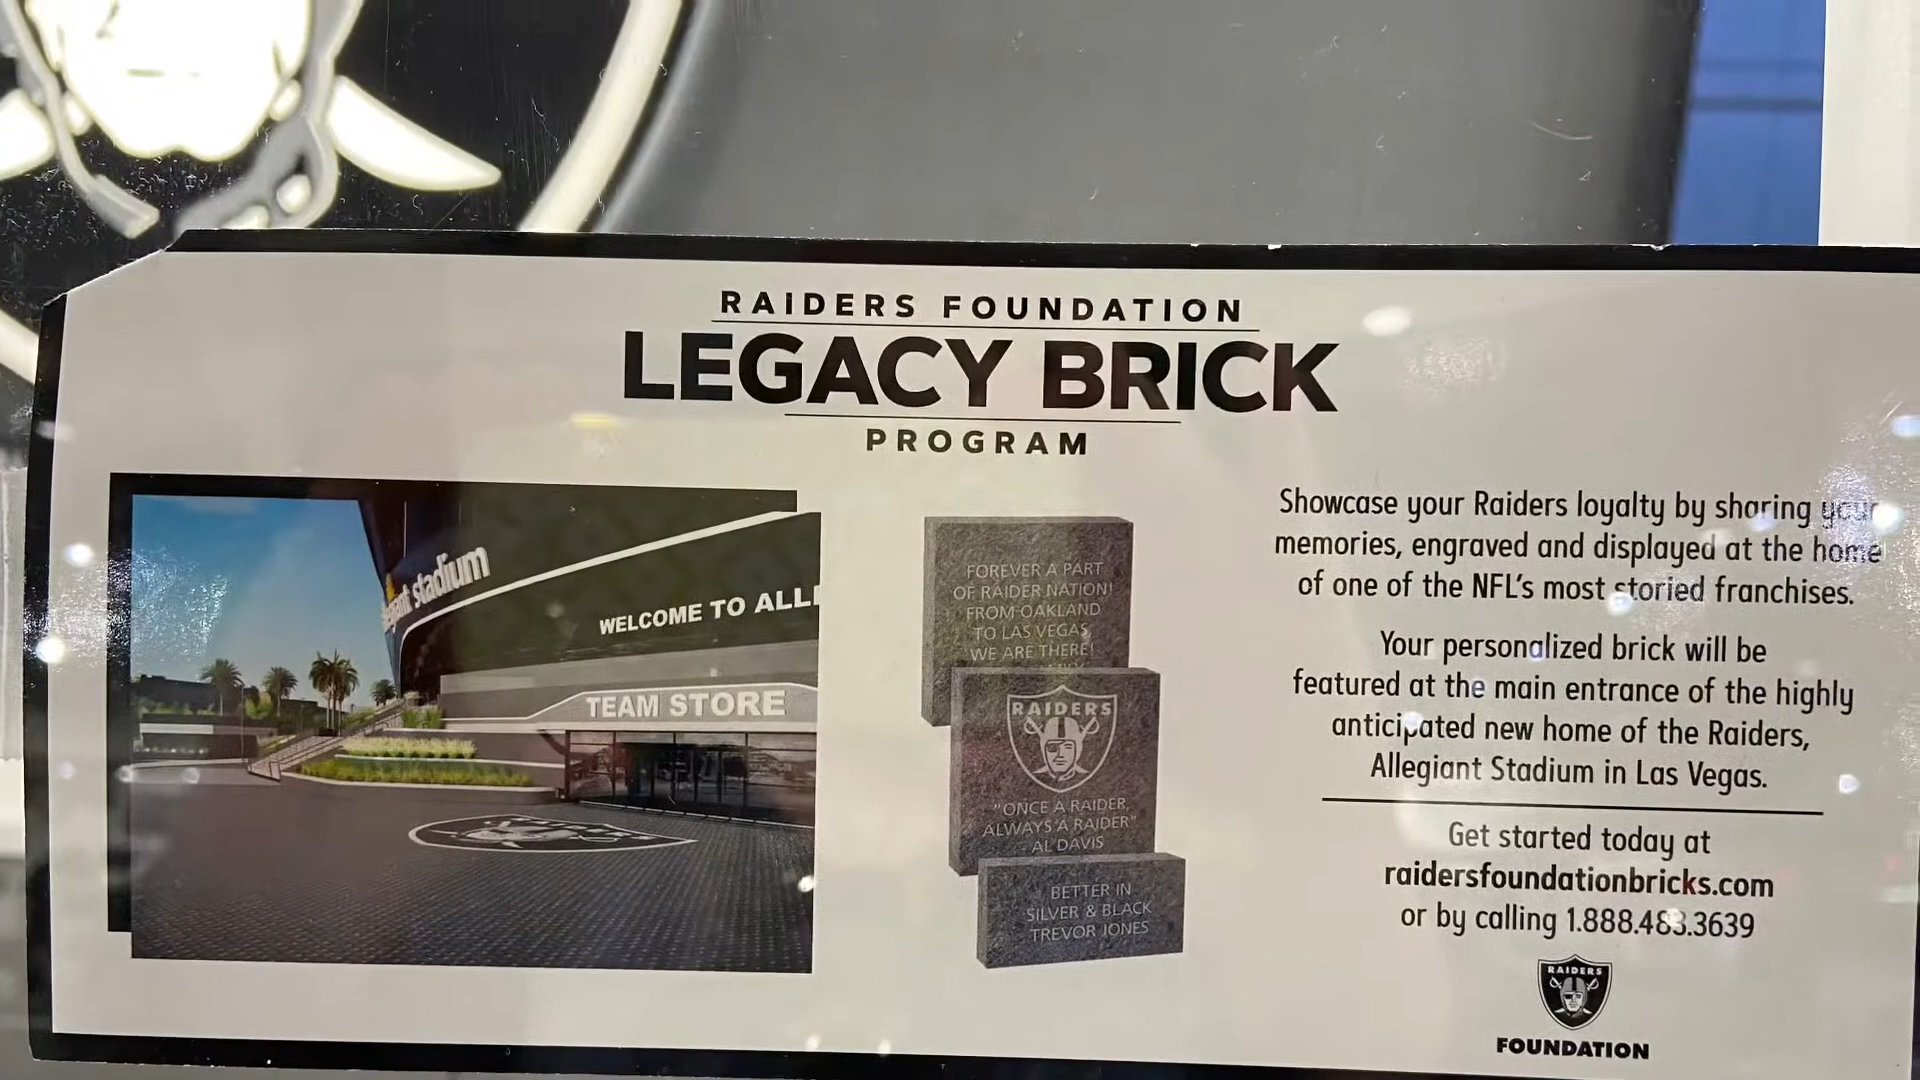 RAIDERS FOUNDATION
LEGACY BRICK
PROGRAM
stadium
WELCOME TO ALL
TEAM STORE
FOREVER A PART
OF RAIDER NATION!
FROM OAKLAND
TO LAS VEGAS
WE ARE THERE!
RAIDERS
"ONCE A RAIDER,
ALWAYS A RAIDER"
AL DAVIS
BETTER IN
SILVER & BLACK
TREVOR JONES
Showcase your Raiders loyalty by sharing your
memories, engraved and displayed at the home
of one of the NFL's most storied franchises.
Your personalized brick will be
featured at the main entrance of the highly
anticipated new home of the Raiders,
Allegiant Stadium in Las Vegas.
Get started today at
raidersfoundationbricks.com
or by calling 1.888.483.3639
RAIDERS
FOUNDATION